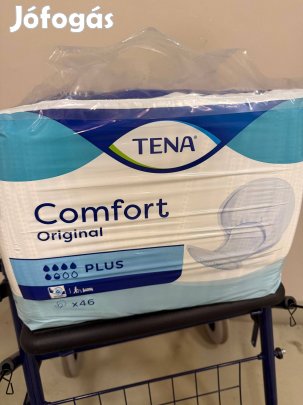 Jófogás
TENA
Comfort
Original
PLUS
x46